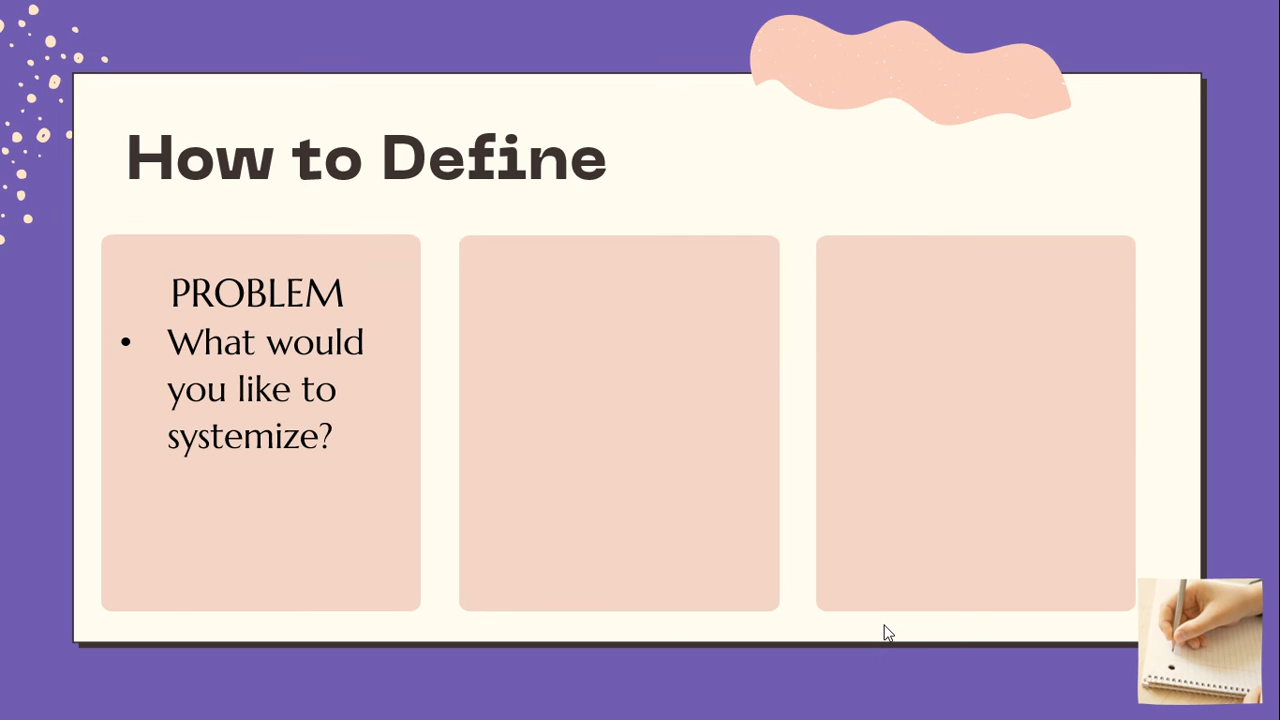 How to Define
PROBLEM
• What would
you like to
systemize?